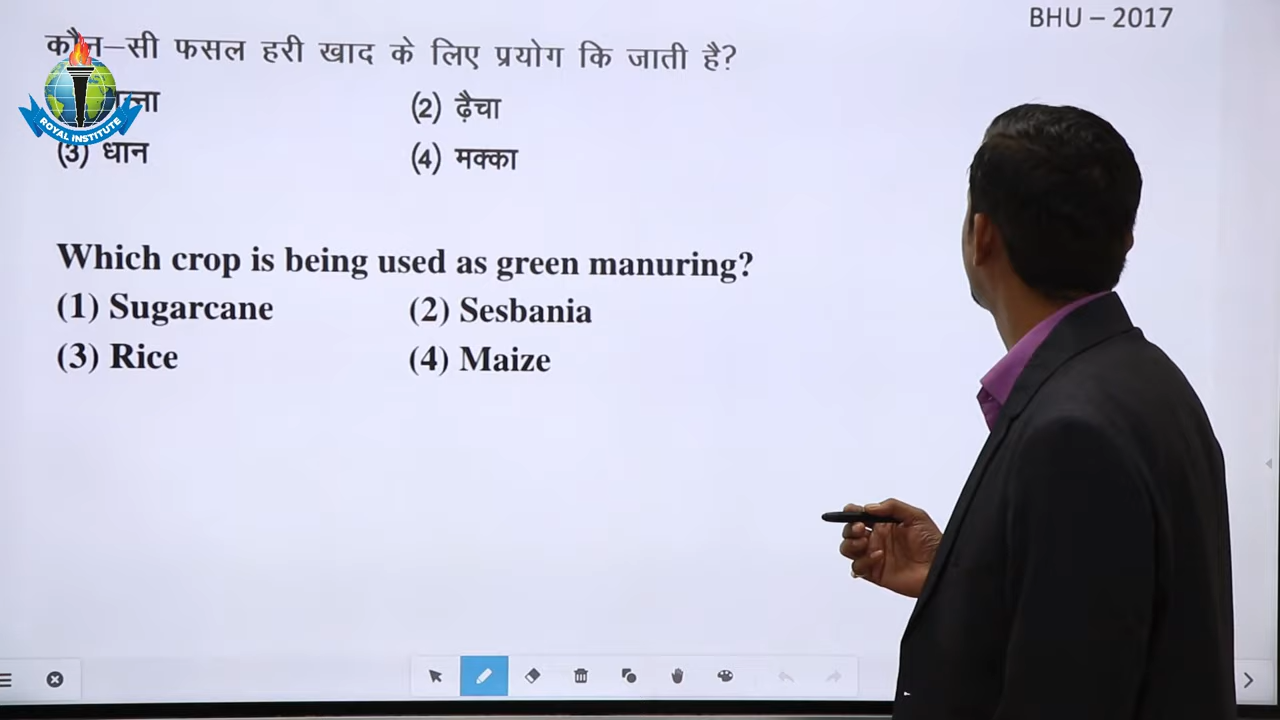 BHU – 2017
कौन–सी फसल हरी खाद के लिए प्रयोग कि जाती है?
(2) ढ़ैचा
(3) धान (4) मक्का
Which crop is being used as green manuring?
(1) Sugarcane (2) Sesbania
(3) Rice (4) Maize
ROYAL INSTITUTE